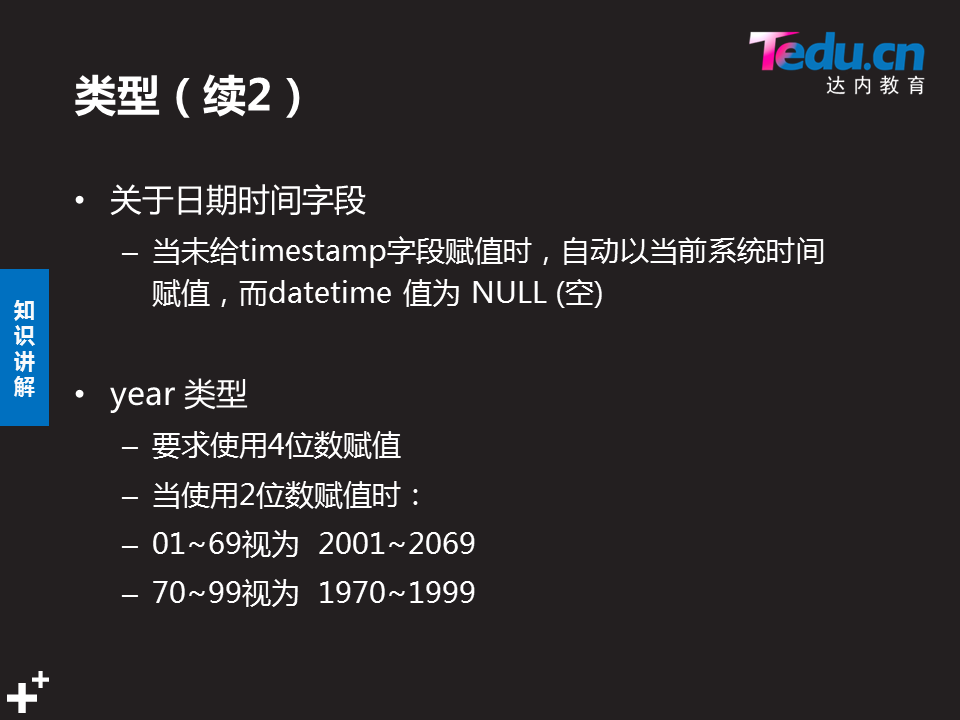 Tedu.cn
达内教育
类型（续2）
• 关于日期时间字段
– 当未给timestamp字段赋值时，自动以当前系统时间
赋值，而datetime 值为 NULL (空)
知识讲解
• year 类型
– 要求使用4位数赋值
– 当使用2位数赋值时：
– 01~69视为 2001~2069
– 70~99视为 1970~1999